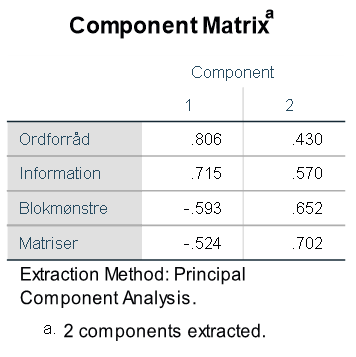 Component Matrixa
Component
1 2
Ordforråd .806 .430
Information .715 .570
Blokmønstre -.593 .652
Matriser -.524 .702
Extraction Method: Principal
Component Analysis.
a. 2 components extracted.